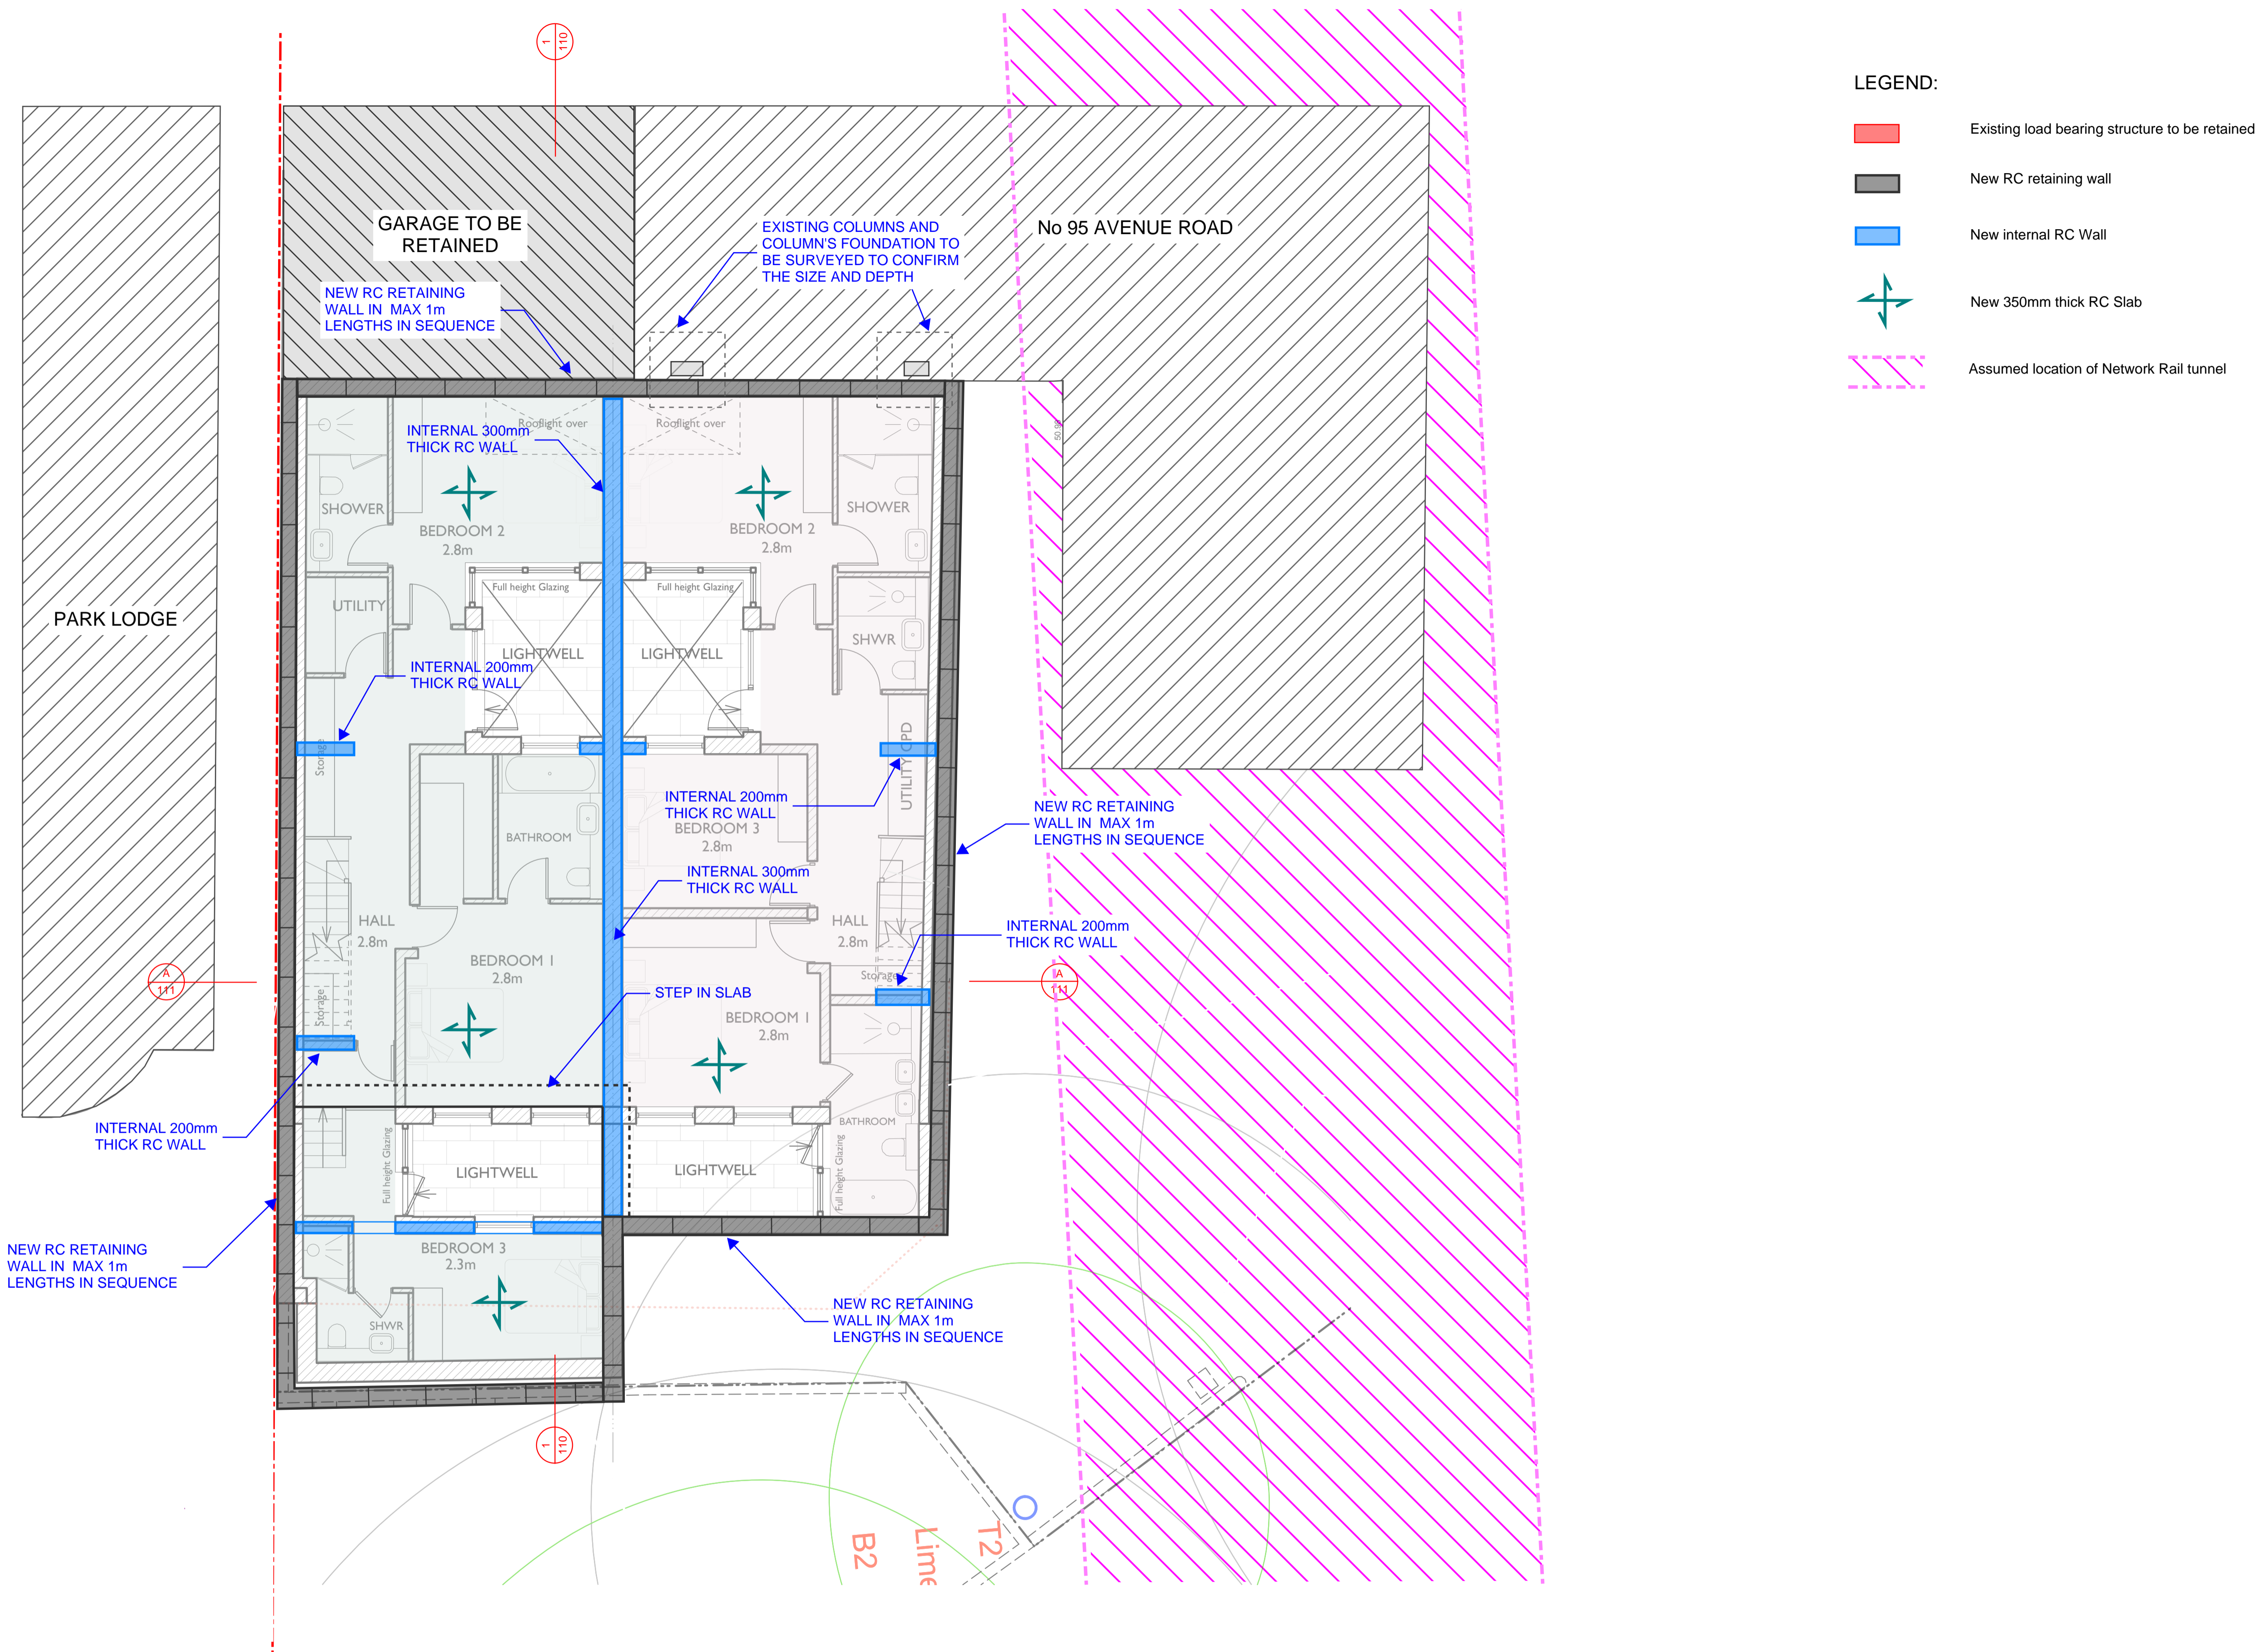 1
110
LEGEND:
Existing load bearing structure to be retained
New RC retaining wall
New internal RC Wall
New 350mm thick RC Slab
Assumed location of Network Rail tunnel
GARAGE TO BE
RETAINED
No 95 AVENUE ROAD
EXISTING COLUMNS AND
COLUMN'S FOUNDATION TO
BE SURVEYED TO CONFIRM
THE SIZE AND DEPTH
NEW RC RETAINING
WALL IN MAX 1m
LENGTHS IN SEQUENCE
Rooflight over
Rooflight over
INTERNAL 300mm
THICK RC WALL
SHOWER
BEDROOM 2
2.8m
BEDROOM 2
2.8m
SHOWER
Full height Glazing
Full height Glazing
PARK LODGE
UTILITY
SHWR
LIGHTWELL
LIGHTWELL
INTERNAL 200mm
THICK RC WALL
Storage
UTILITY CPD
INTERNAL 200mm
THICK RC WALL
NEW RC RETAINING
WALL IN MAX 1m
LENGTHS IN SEQUENCE
BATHROOM
BEDROOM 3
2.8m
INTERNAL 300mm
THICK RC WALL
HALL
2.8m
HALL
2.8m
INTERNAL 200mm
THICK RC WALL
BEDROOM 1
2.8m
A
111
A
111
Storage
Storage
STEP IN SLAB
BEDROOM 1
2.8m
INTERNAL 200mm
THICK RC WALL
BATHROOM
Full height Glazing
LIGHTWELL
LIGHTWELL
Full height Glazing
NEW RC RETAINING
WALL IN MAX 1m
LENGTHS IN SEQUENCE
BEDROOM 3
2.3m
SHWR
NEW RC RETAINING
WALL IN MAX 1m
LENGTHS IN SEQUENCE
1
110
T2
Lime
B2